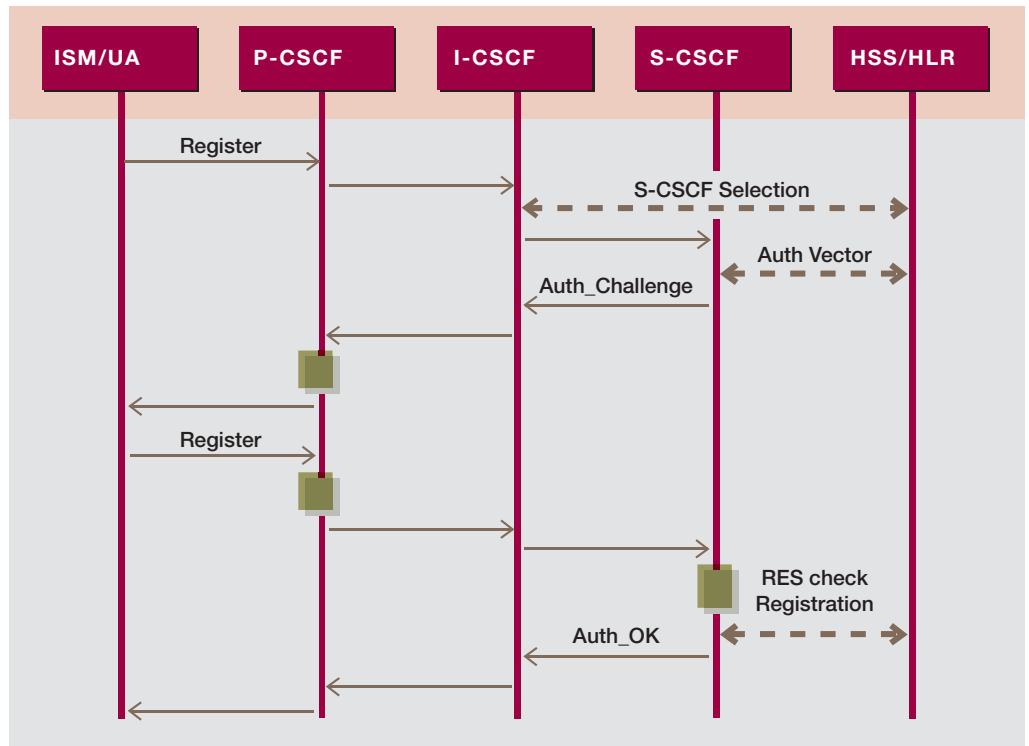 ISM/UA
P-CSCF
I-CSCF
S-CSCF
HSS/HLR
Register
S-CSCF Selection
Auth Vector
Auth_Challenge
Register
RES check
Registration
Auth_OK